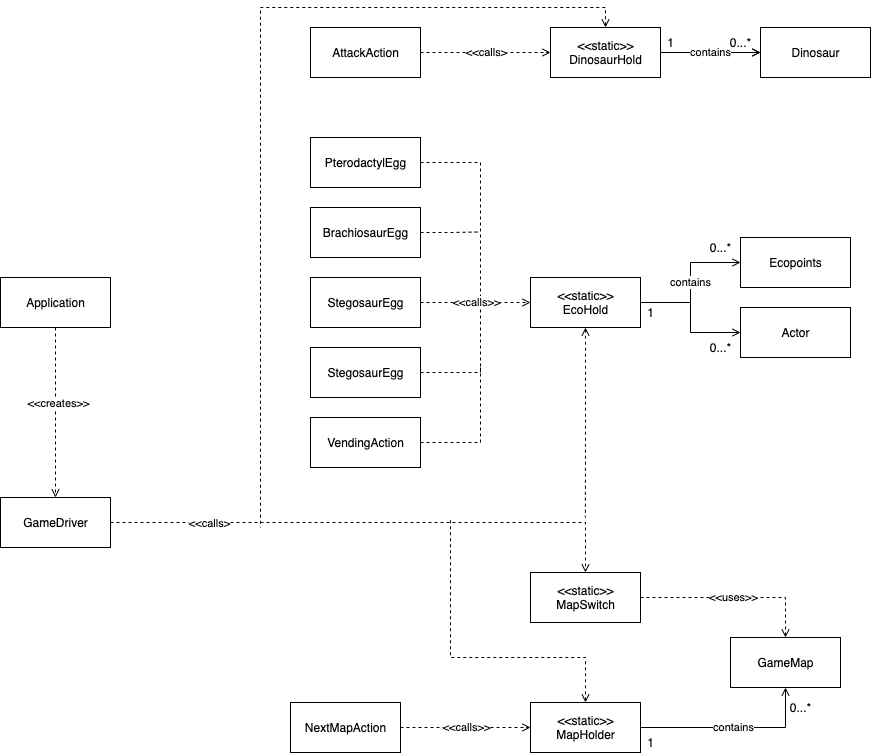 AttackAction
<<calls>
<<static>>
DinosaurHold
1
contains
0...*
Dinosaur
PterodactylEgg
BrachiosaurEgg
0...*
Ecopoints
Application
StegosaurEgg
<<calls>>
<<static>>
EcoHold
contains
1
Actor
0...*
StegosaurEgg
<<creates>>
VendingAction
GameDriver
<<calls>
<<static>>
MapSwitch
<<uses>>
GameMap
NextMapAction
<<calls>>
<<static>>
MapHolder
1
contains
0...*